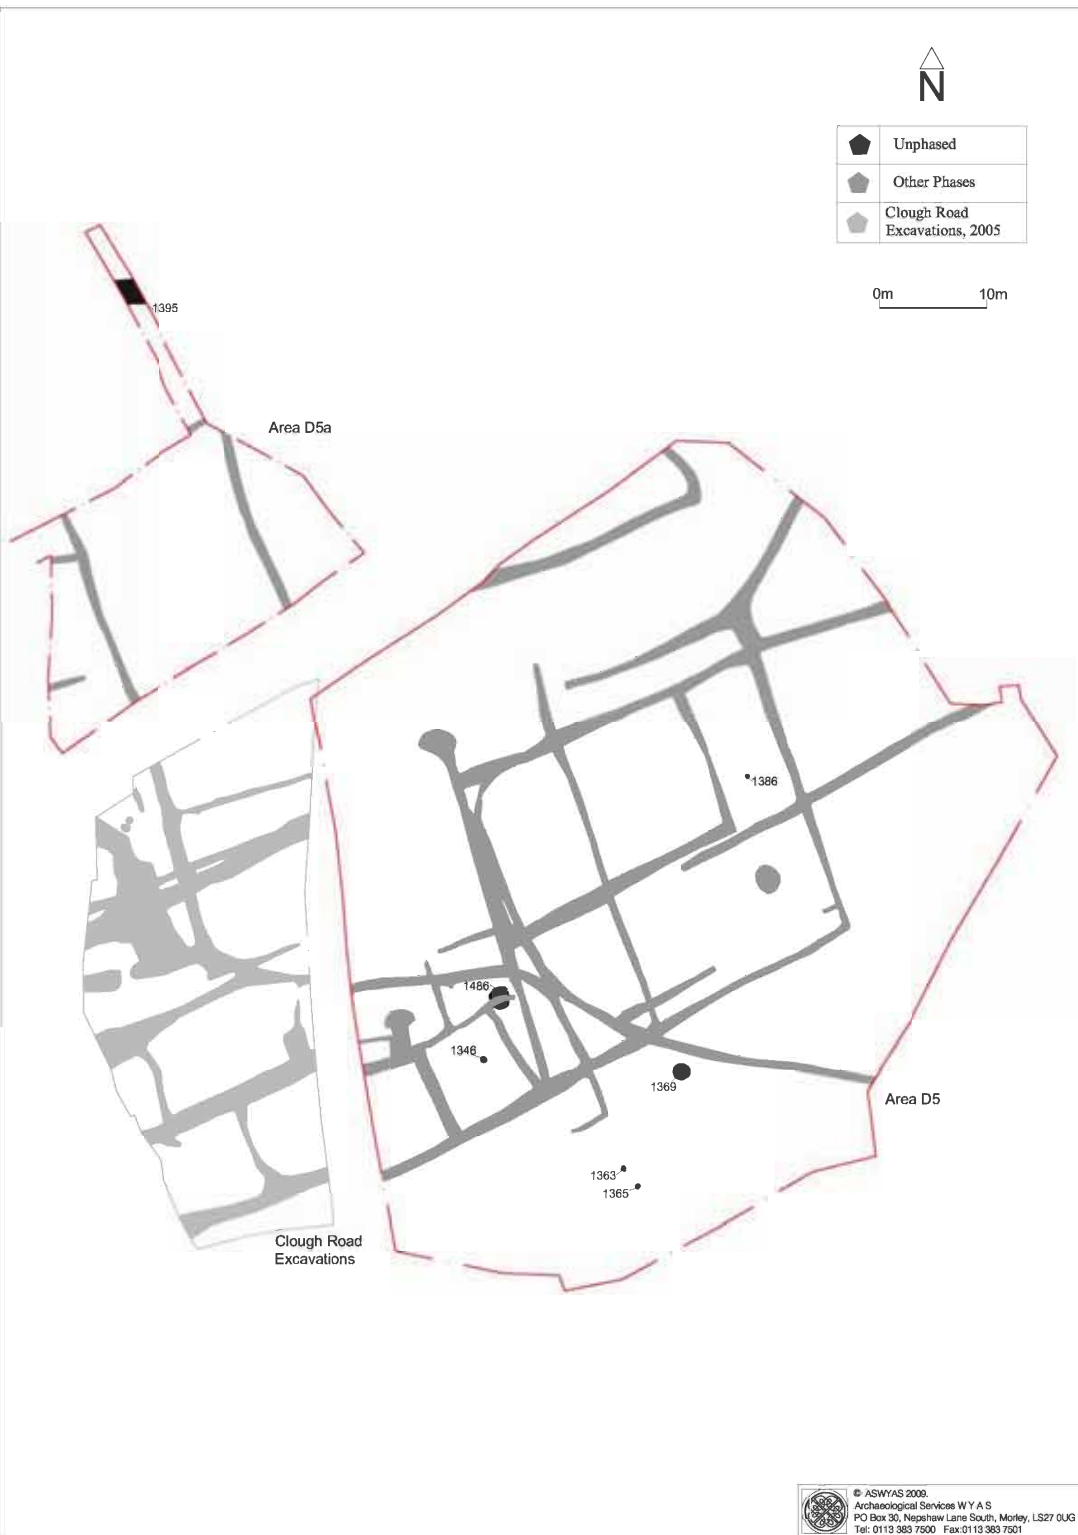 N
Unphased
Other Phases
Clough Road
Excavations, 2005
0m 10m
1395
Area D5a
1386
1486
1346
1369
Area D5
1363
1365
Clough Road
Excavations
© ASWYAS 2009.
Archaeological Services W Y A S
PO Box 30, Nepshaw Lane South, Morley, LS27 0UG
Tel: 0113 383 7500 Fax:0113 383 7501